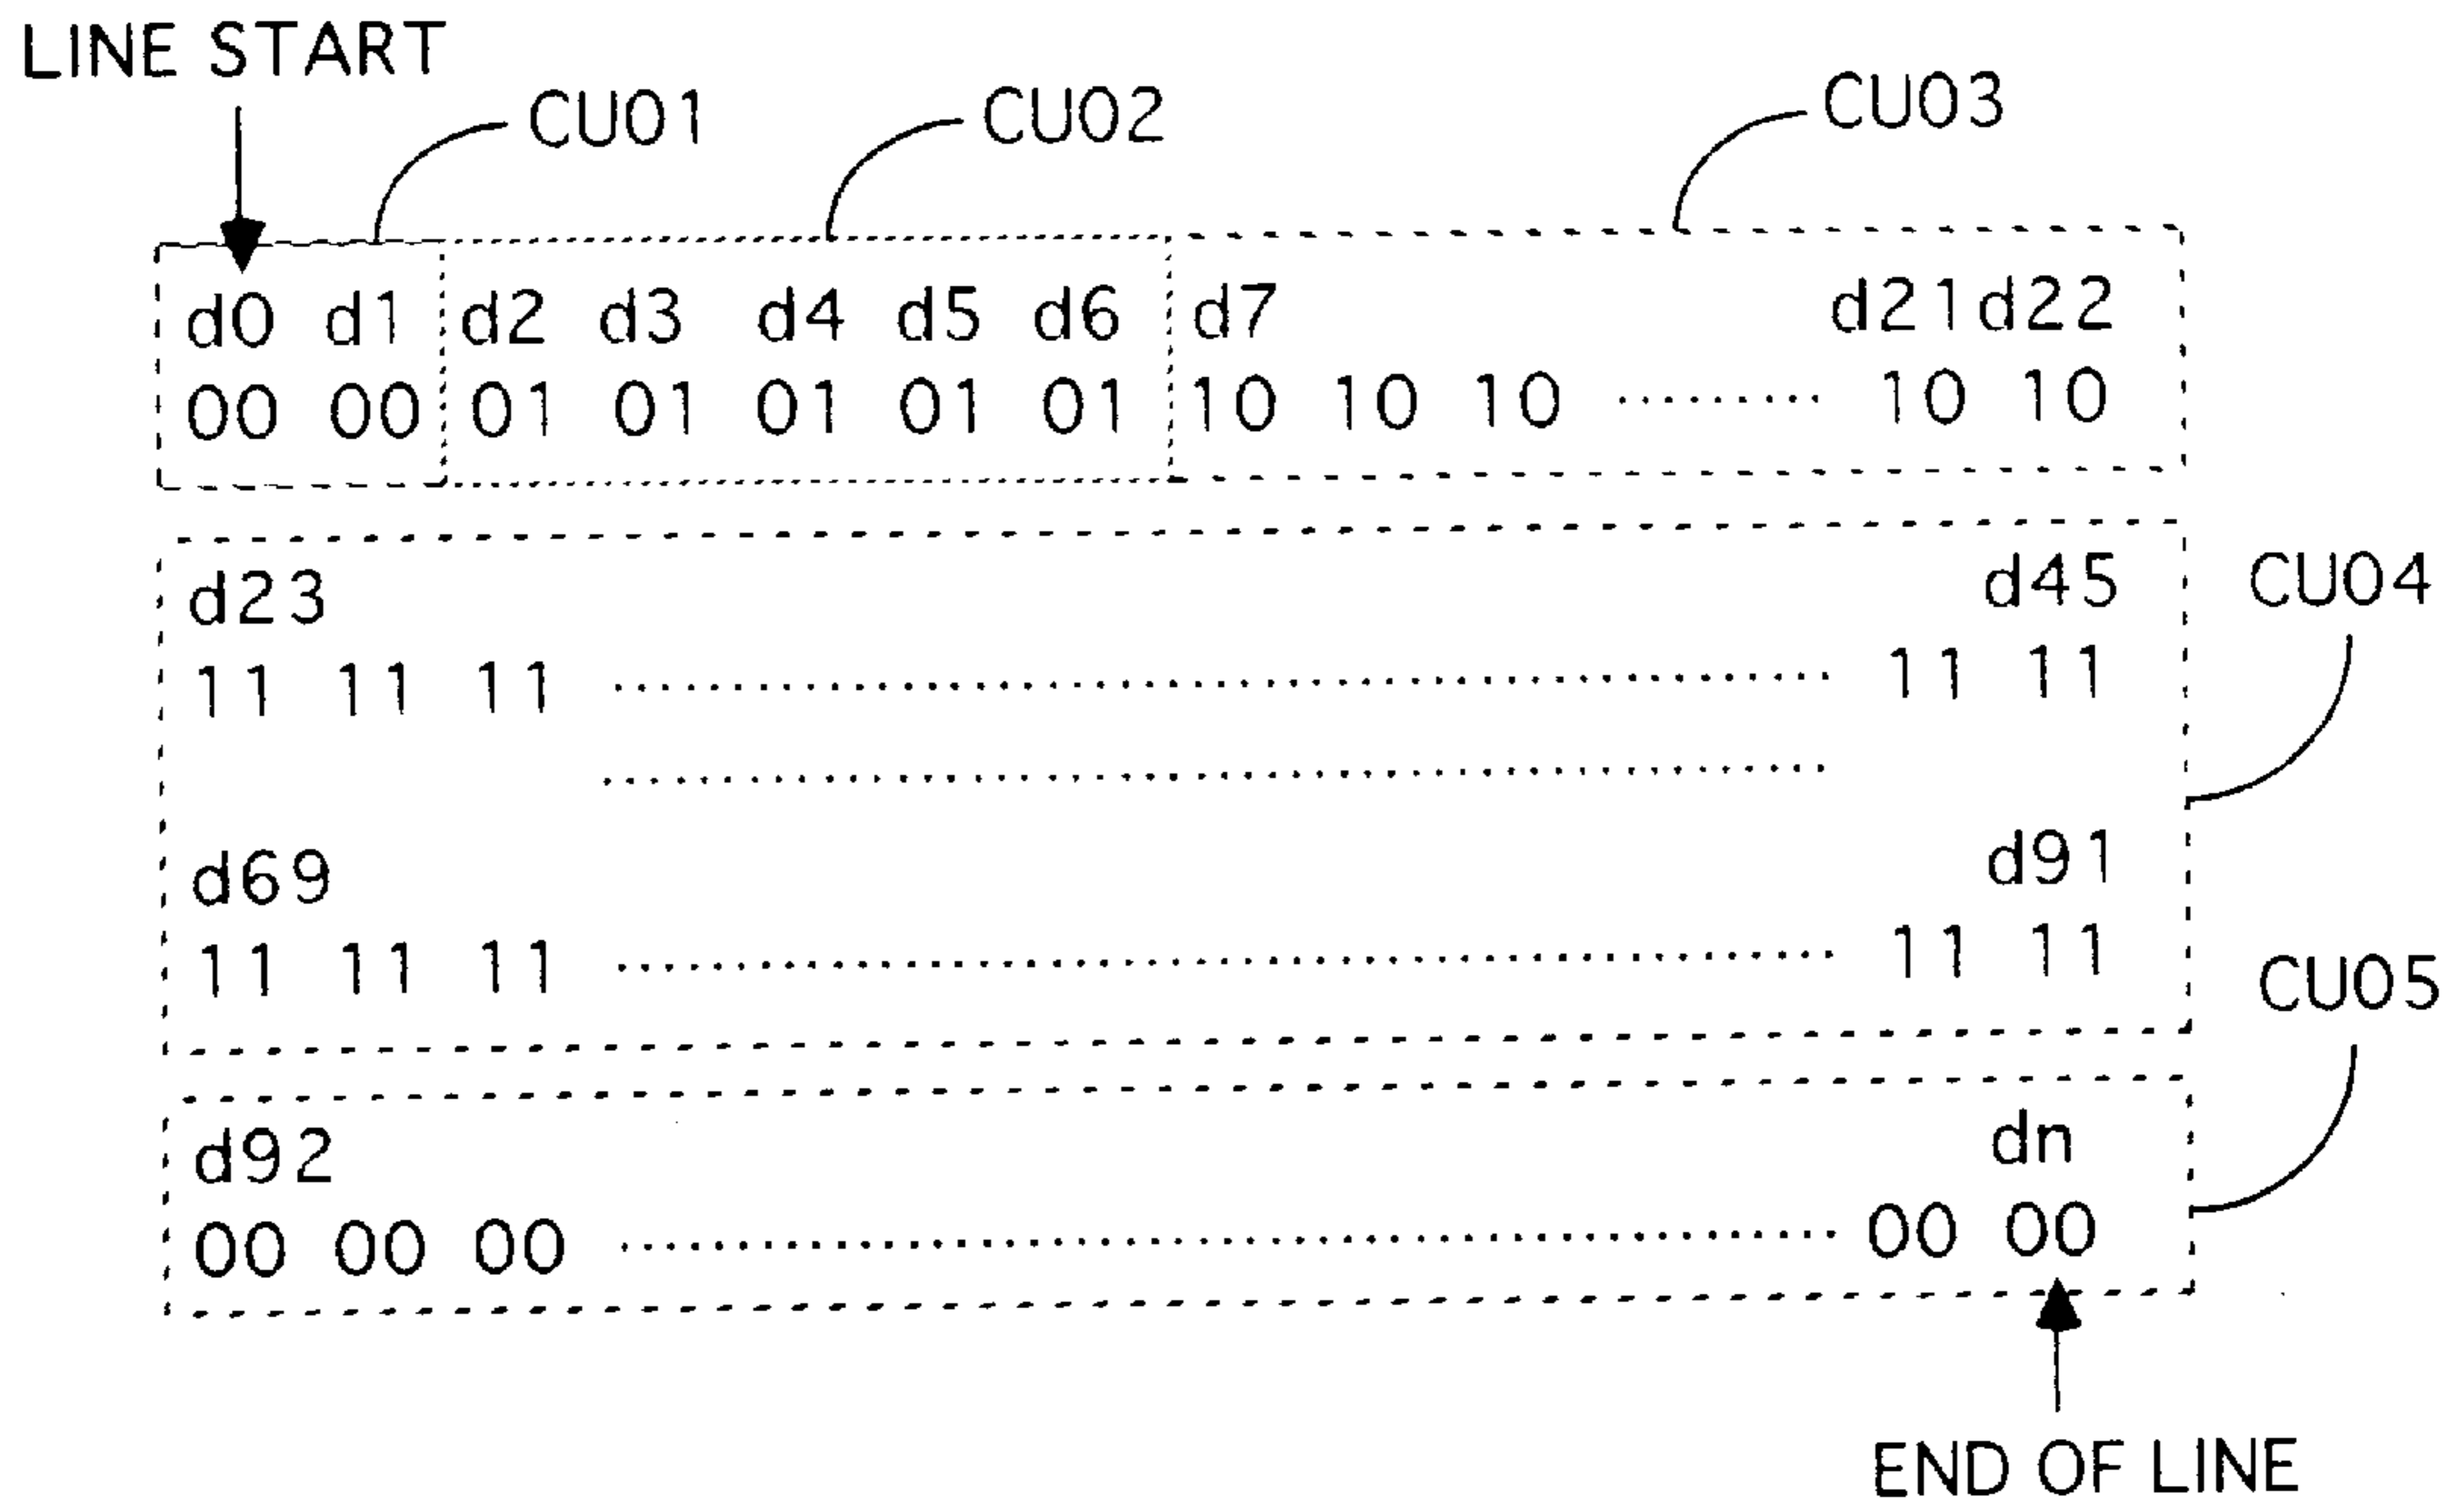 LINE START
CU01 CU02 CU03
d0 d1 d2 d3 d4 d5 d6 d7 d21 d22
00 00 01 01 01 01 01 10 10 10 ......... 10 10
d23 d45
CU04
11 11 11 .................... 11 11
....................
d69 d91
11 11 11 .................... 11 11
CU05
d92 dn
00 00 00 .................... 00 00
END OF LINE